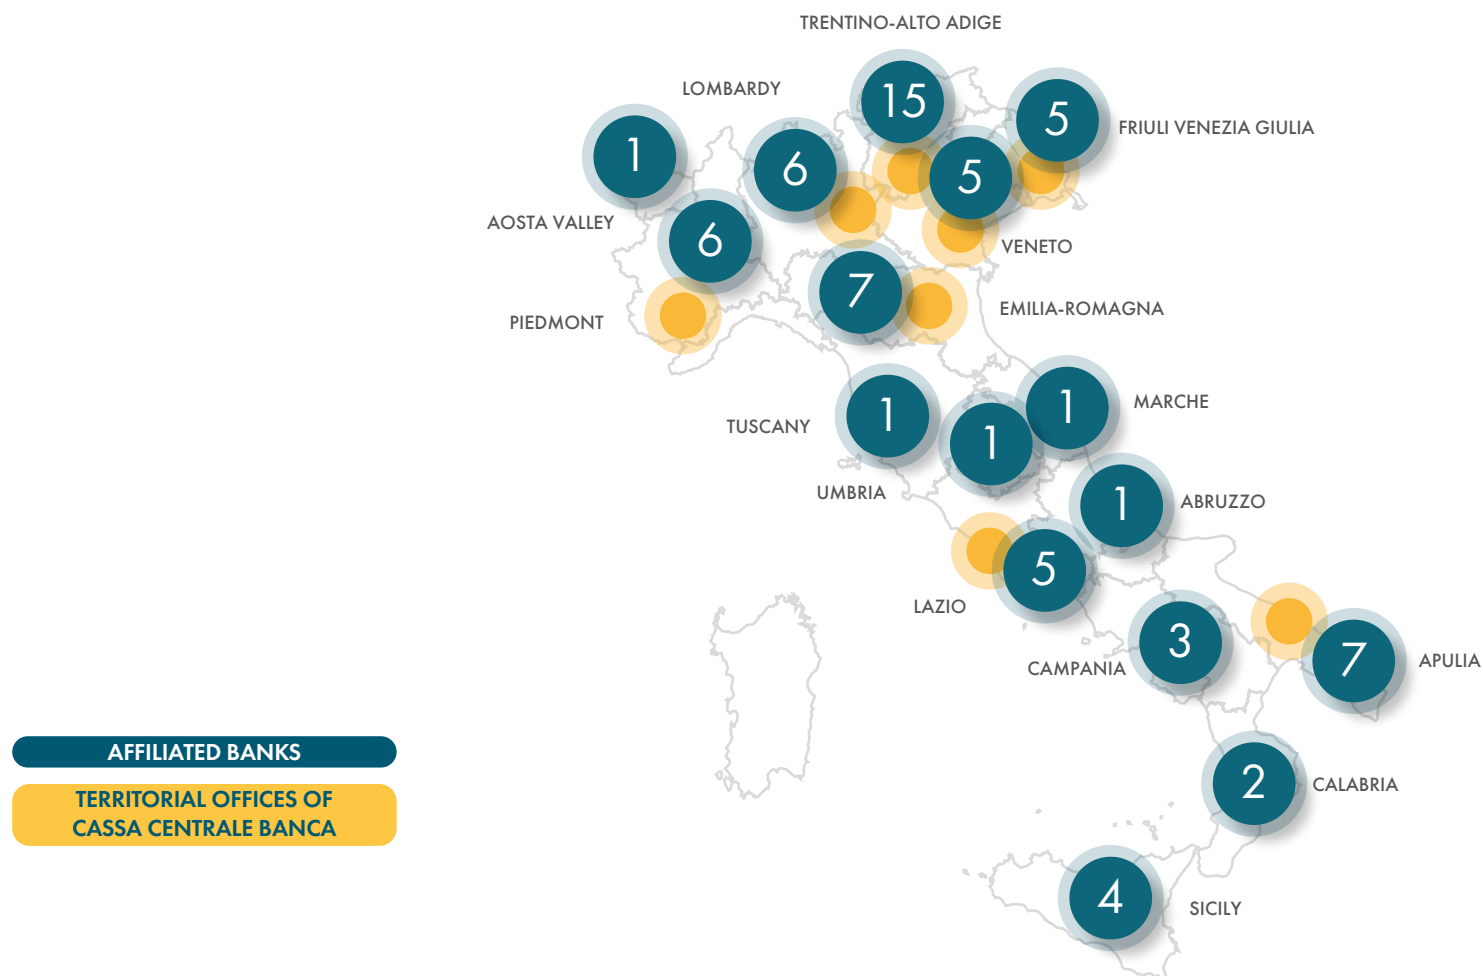 TRENTINO-ALTO ADIGE
LOMBARDY
15
5
FRIULI VENEZIA GIULIA
1
6
5
AOSTA VALLEY
6
VENETO
7
PIEDMONT
EMILIA-ROMAGNA
1
MARCHE
TUSCANY
1
1
UMBRIA
1
ABRUZZO
5
LAZIO
3
CAMPANIA
7
APULIA
AFFILIATED BANKS
2
CALABRIA
TERRITORIAL OFFICES OF
CASSA CENTRALE BANCA
4
SICILY